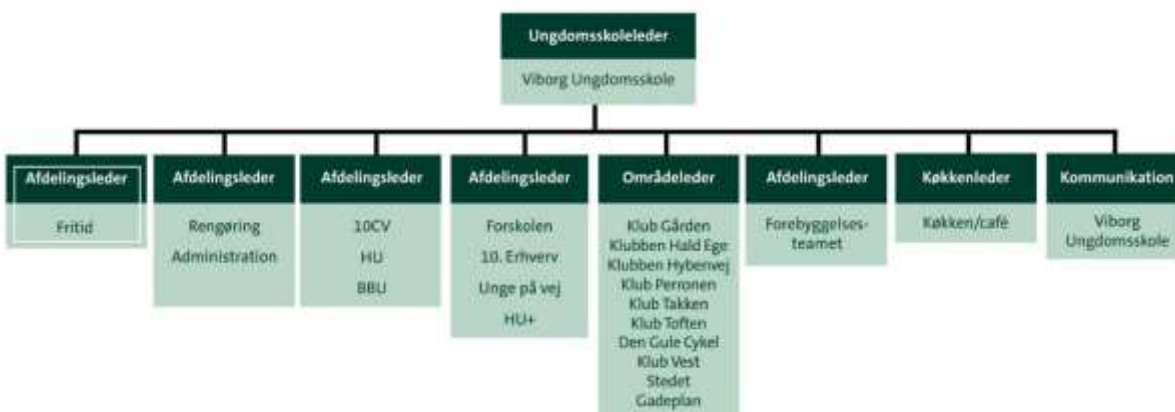 Ungdomsskoleleder
Viborg Ungdomsskole
Afdelingsleder
Fritid
Afdelingsleder
Rengøring
Administration
Afdelingsleder
10CV
HU
BBU
Afdelingsleder
Forskolen
10. Erhverv
Unge på vej
HU+
Områdeleder
Klub Gården
Klubben Hald Ege
Klubben Hybenvej
Klub Perronen
Klub Takken
Klub Toften
Den Gule Cykel
Klub Vest
Stedet
Gadeplan
Afdelingsleder
Forebyggelses-
teamet
Køkkenleder
Køkken/café
Kommunikation
Viborg
Ungdomsskole